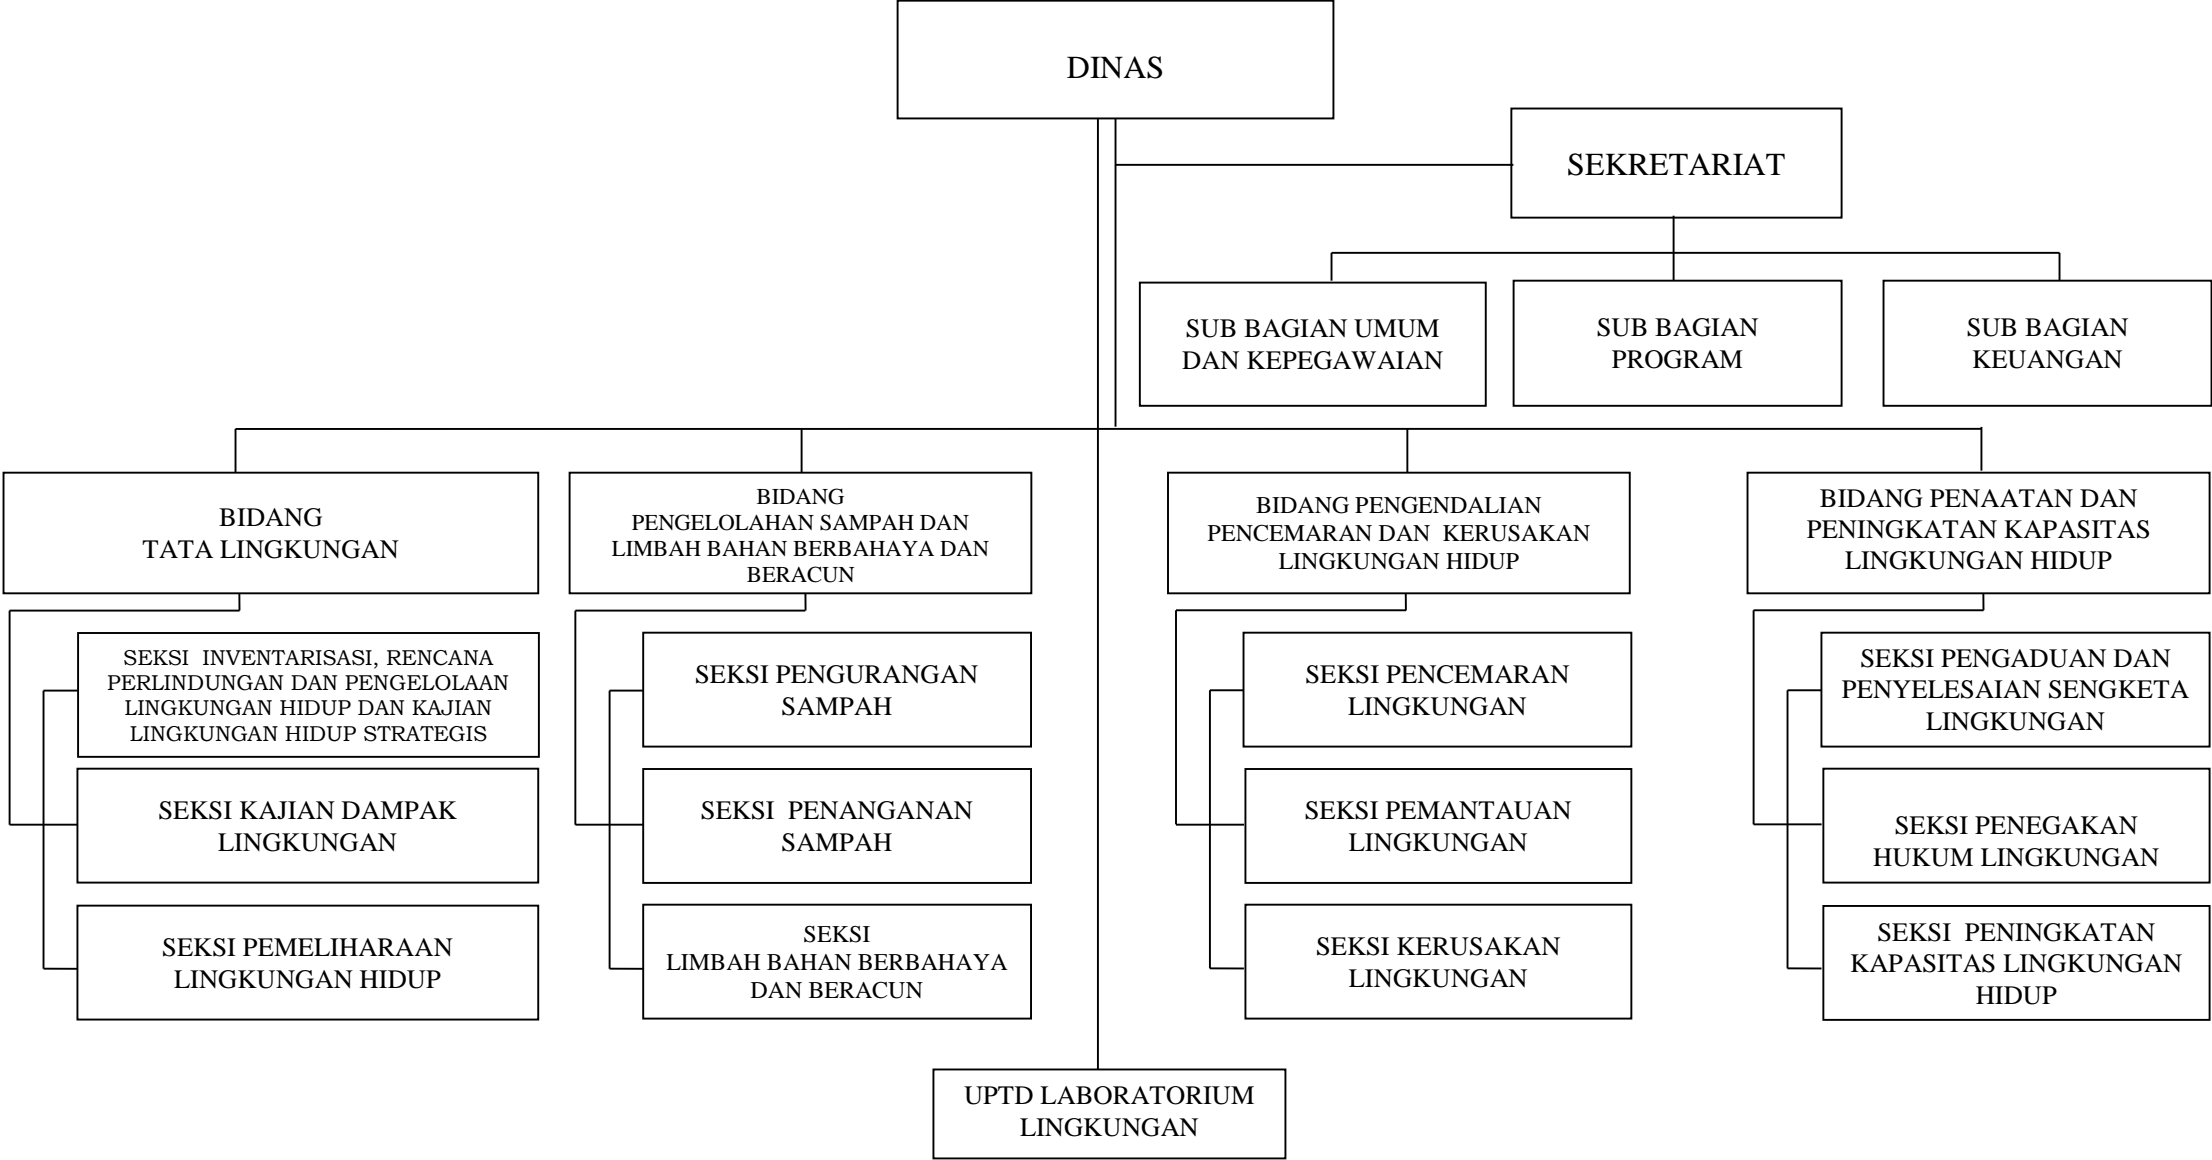 DINAS
SEKRETARIAT
SUB BAGIAN UMUM
DAN KEPEGAWAIAN
SUB BAGIAN
PROGRAM
SUB BAGIAN
KEUANGAN
BIDANG
TATA LINGKUNGAN
BIDANG
PENGELOLAHAN SAMPAH DAN
LIMBAH BAHAN BERBAHAYA DAN
BERACUN
BIDANG PENGENDALIAN
PENCEMARAN DAN KERUSAKAN
LINGKUNGAN HIDUP
BIDANG PENAATAN DAN
PENINGKATAN KAPASITAS
LINGKUNGAN HIDUP
SEKSI INVENTARISASI, RENCANA
PERLINDUNGAN DAN PENGELOLAAN
LINGKUNGAN HIDUP DAN KAJIAN
LINGKUNGAN HIDUP STRATEGIS
SEKSI KAJIAN DAMPAK
LINGKUNGAN
SEKSI PEMELIHARAAN
LINGKUNGAN HIDUP
SEKSI PENGURANGAN
SAMPAH
SEKSI PENANGANAN
SAMPAH
SEKSI
LIMBAH BAHAN BERBAHAYA
DAN BERACUN
SEKSI PENCEMARAN
LINGKUNGAN
SEKSI PEMANTAUAN
LINGKUNGAN
SEKSI KERUSAKAN
LINGKUNGAN
SEKSI PENGADUAN DAN
PENYELESAIAN SENGKETA
LINGKUNGAN
SEKSI PENEGAKAN
HUKUM LINGKUNGAN
SEKSI PENINGKATAN
KAPASITAS LINGKUNGAN
HIDUP
UPTD LABORATORIUM
LINGKUNGAN